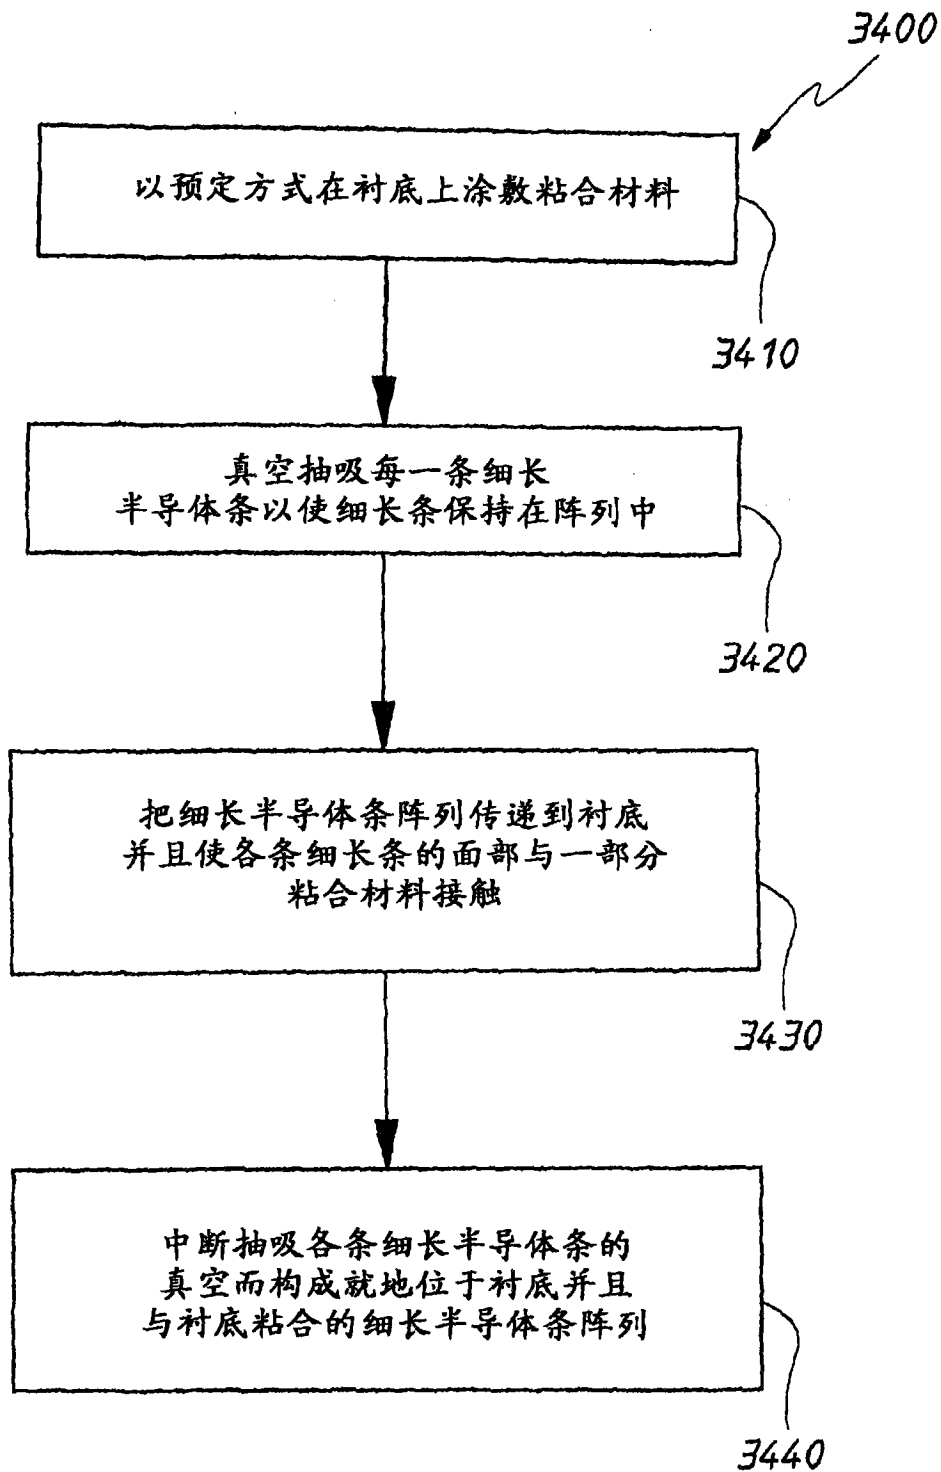 3400
以预定方式在衬底上涂敷粘合材料
3410
真空抽吸每一条细长
半导体条以使细长条保持在阵列中
3420
把细长半导体条阵列传递到衬底
并且使各条细长条的面部与一部分
粘合材料接触
3430
中断抽吸各条细长半导体条的
真空而构成就地位于衬底并且
与衬底粘合的细长半导体条阵列
3440